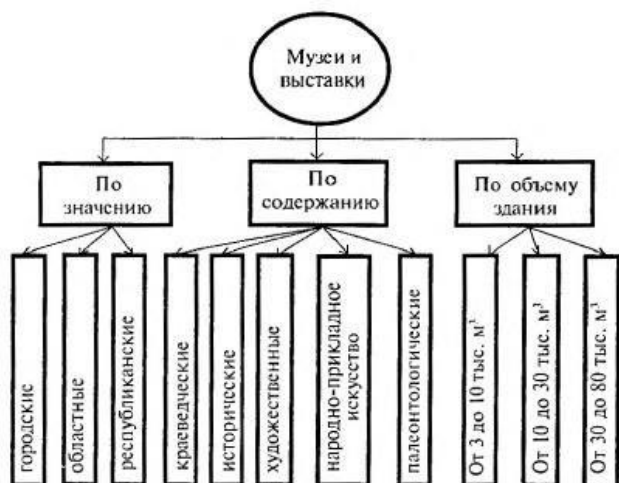 Музеи и
выставки
По
значению
По
содержанию
По объему
здания
городские
областные
республиканские
краеведческие
исторические
художественные
народно-прикладное
искусство
палеонтологические
От 3 до 10 тыс. м³
От 10 до 30 тыс. м³
От 30 до 80 тыс. м³